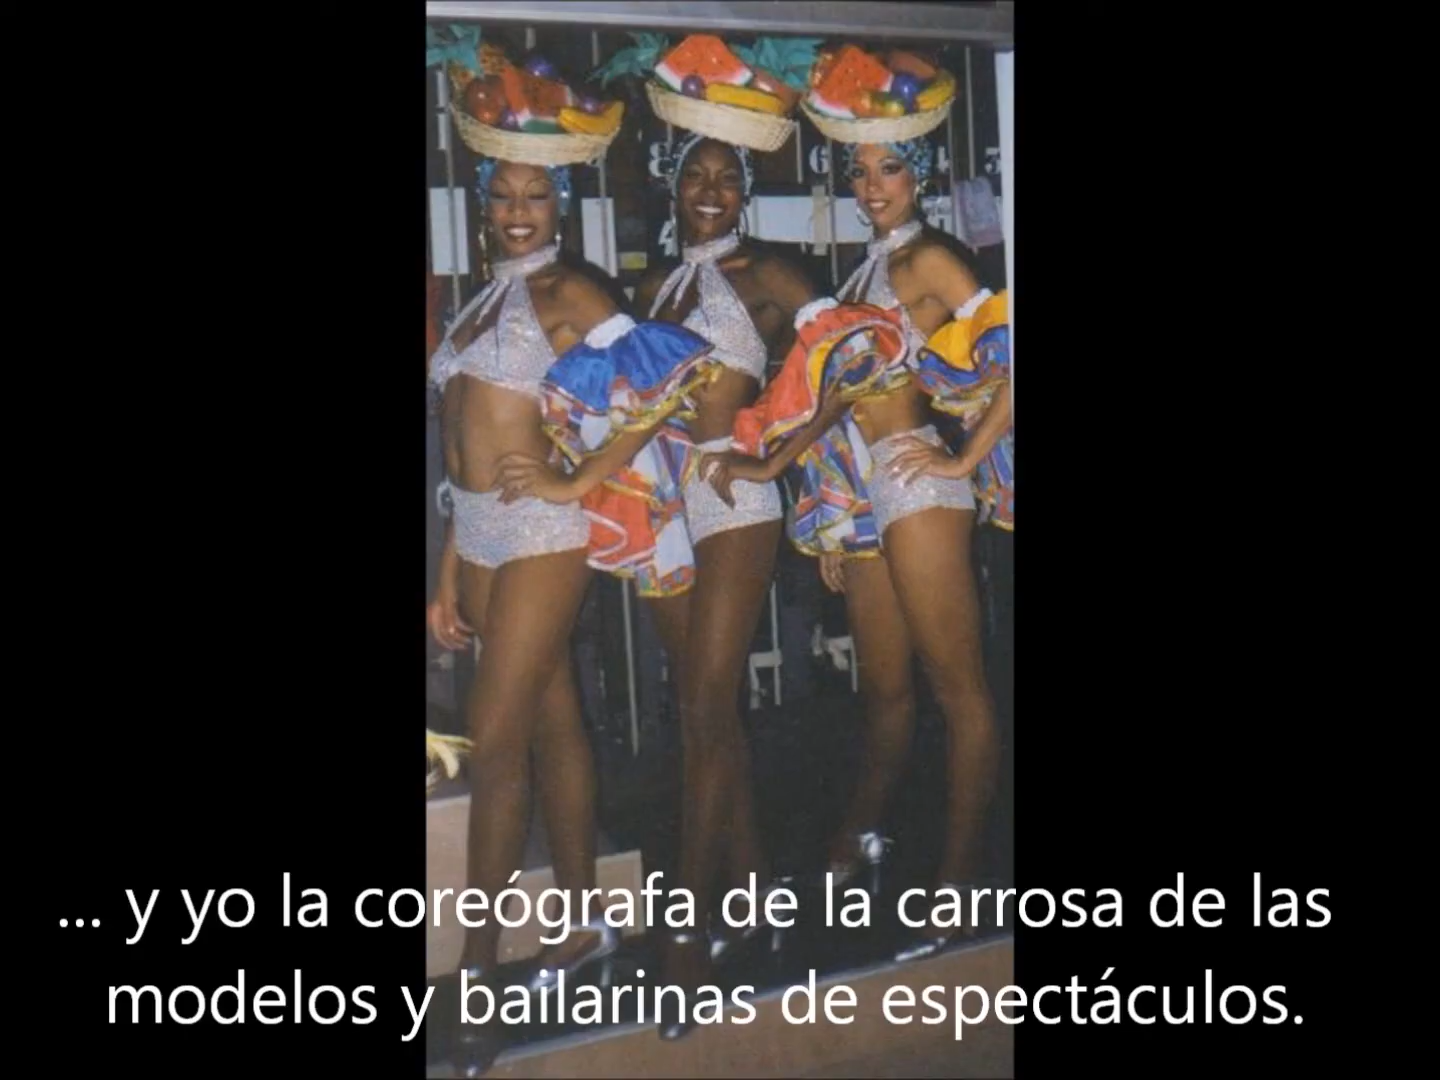 ... y yo la coreógrafa de la carrosa de las
modelos y bailarinas de espectáculos.